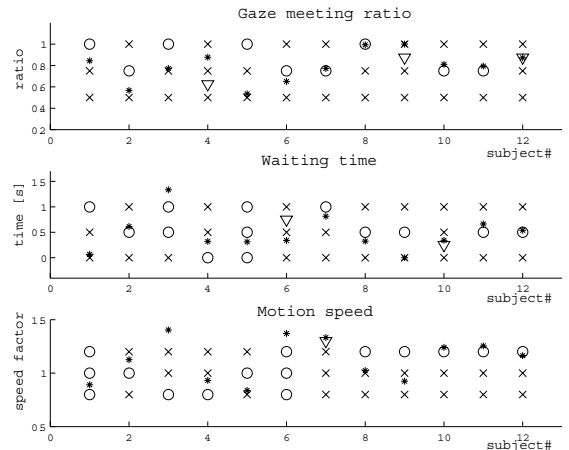 Gaze meeting ratio
ratio
1
0.8
0 6
0 4
0 2
0 2 4 6 8 10 12
subject#
Waiting time
time [s]
1 5
1
0.5
0
0 2 4 6 8 10 12
subject#
Motion speed
speed factor
1.5
1
0 5
0 2 4 6 8 10 12
subject#